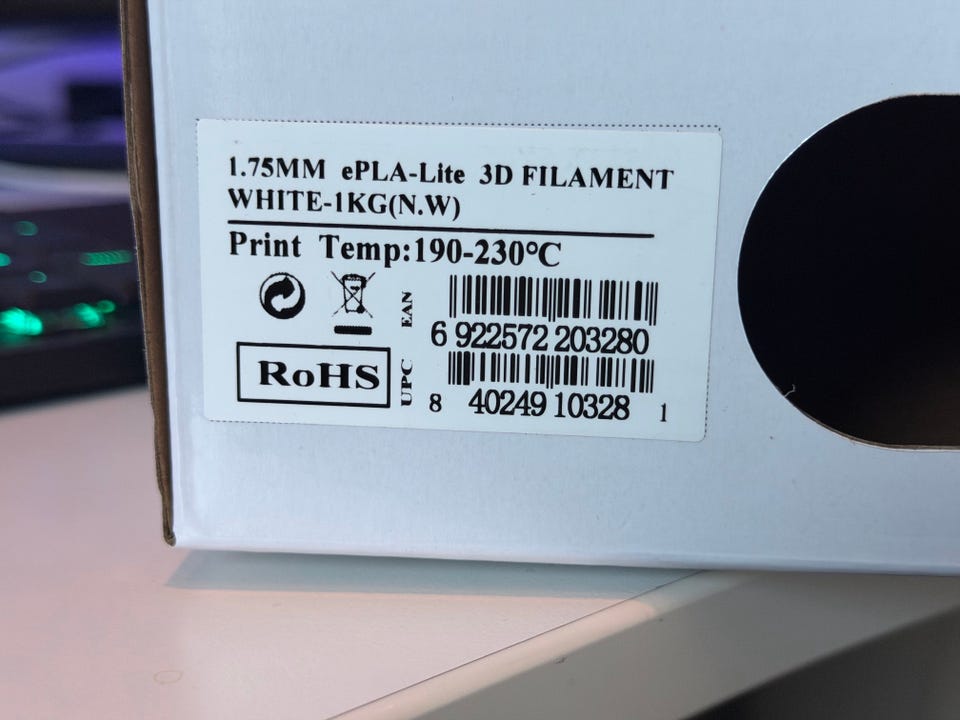 1.75MM ePLA-Lite 3D FILAMENT
WHITE-1KG(N.W)
Print Temp:190-230℃
EAN
6 922572 203280
RoHS
UPC
8 40249 10328 1